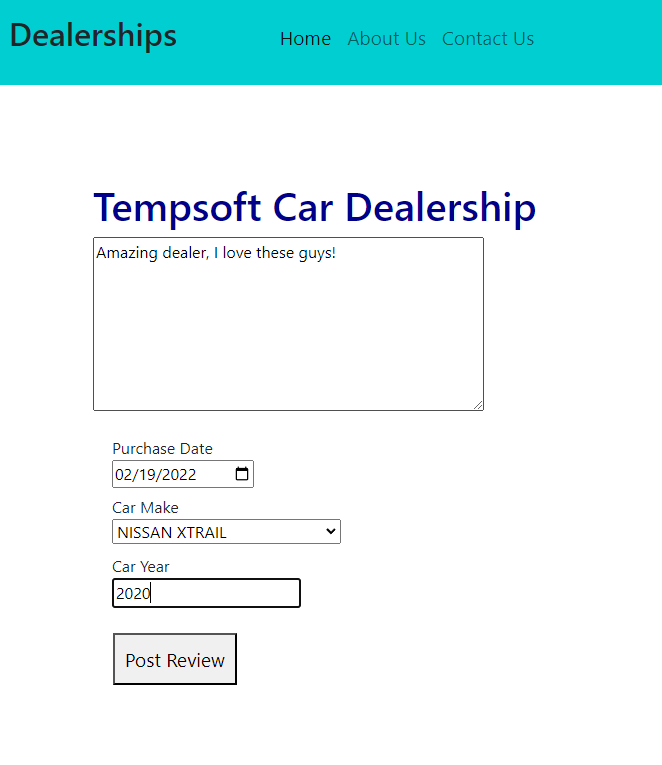 Dealerships Home About Us Contact Us
Tempsoft Car Dealership
Amazing dealer, I love these guys!
Purchase Date
02/19/2022
Car Make
NISSAN XTRAIL
Car Year
2020
Post Review